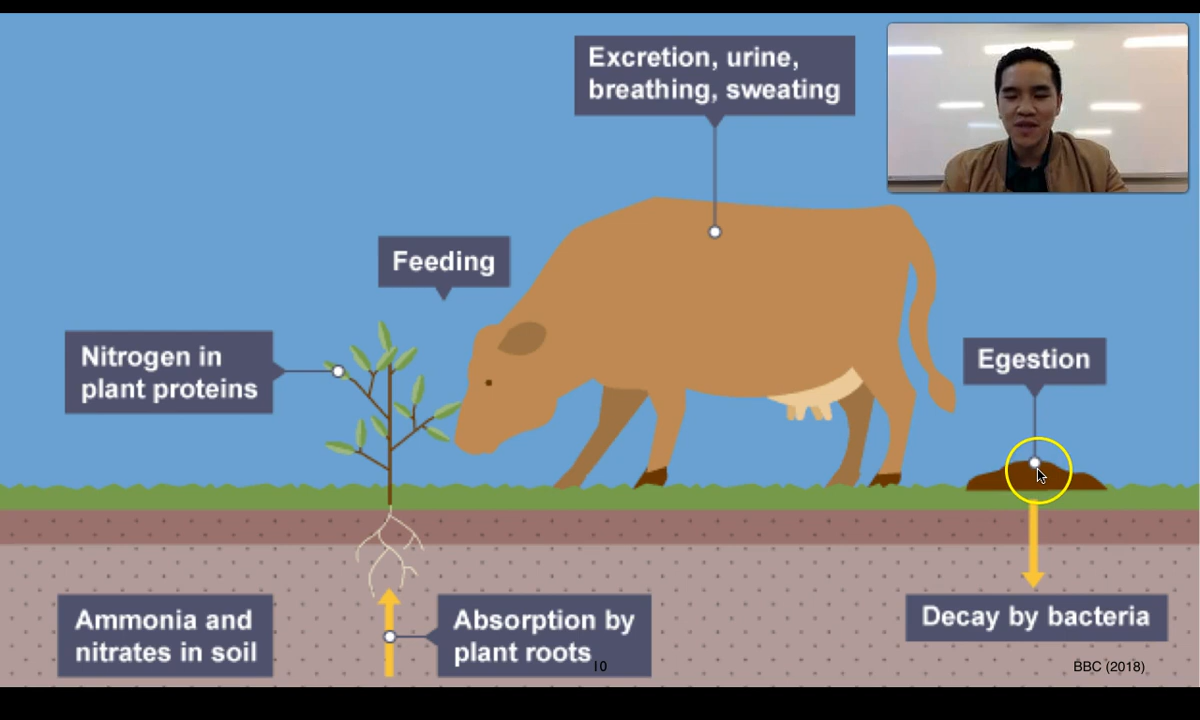 Excretion, urine,
breathing, sweating
Feeding
Nitrogen in
plant proteins
Egestion
Ammonia and
nitrates in soil
Absorption by
plant roots
10
Decay by bacteria
BBC (2018)